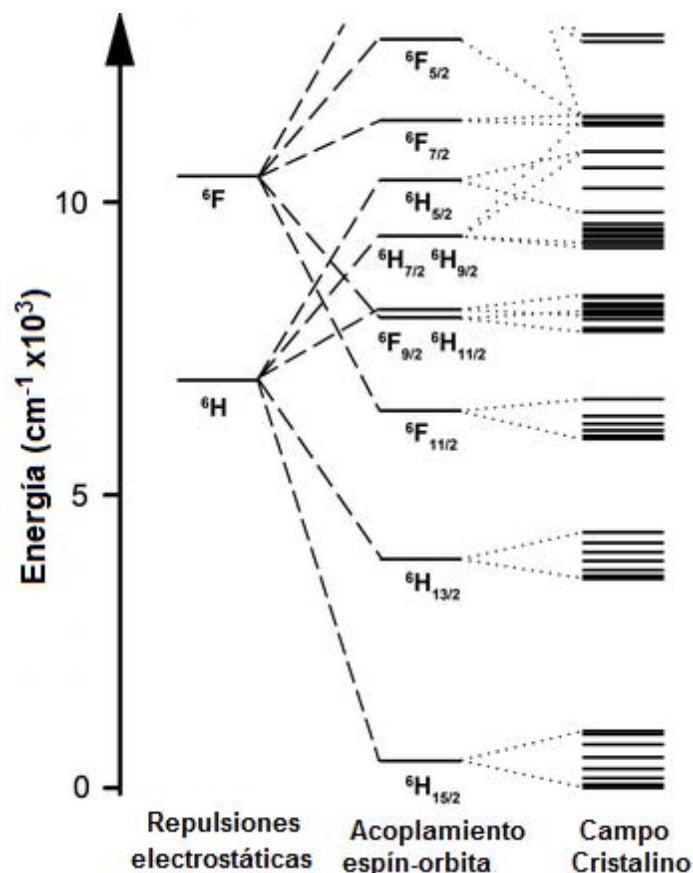 Energía (cm⁻¹ x10³)
10
5
0
⁶F
⁶H
⁶F₅/₂
⁶F₇/₂
⁶H₅/₂
⁶H₇/₂ ⁶H₉/₂
⁶F₉/₂ ⁶H₁₁/₂
⁶F₁₁/₂
⁶H₁₃/₂
⁶H₁₅/₂
Repulsiones
electrostáticas
Acoplamiento
espín-orbita
Campo
Cristalino